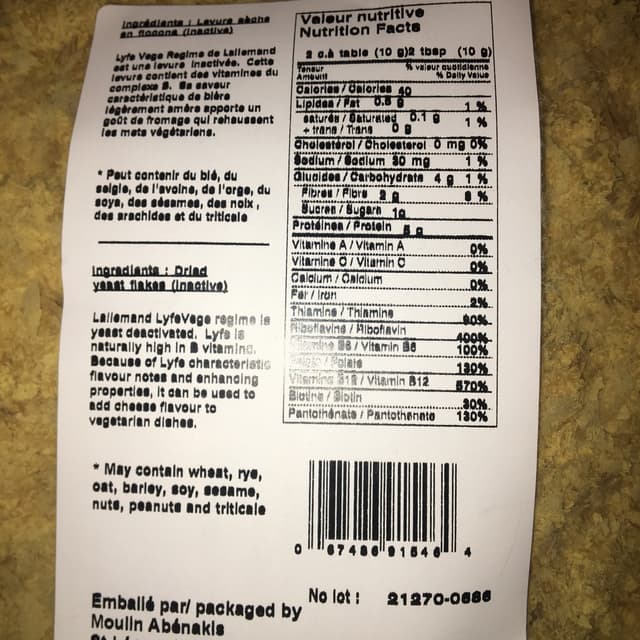 Ingrédients : Levure sèche
en flocons (inactive)
Lyfe Vege Regime de Lallemand
est une levure inactivée. Cette
levure contient des vitamines du
complexe B. Sa saveur
caractéristique de bière
légèrement amère apporte un
goût de fromage qui rehaussent
les mets végétariens.
* Peut contenir du blé, du
seigle, de l'avoine, de l'orge, du
soya, des sésames, des noix ,
des arachides et du triticale
Ingredients : Dried
yeast flakes (inactive)
Lallemand LyfeVege regime is
yeast deactivated. Lyfe is
naturally high in B vitamins.
Because of Lyfe characteristic
flavour notes and enhancing
properties, it can be used to
add cheese flavour to
vegetarian dishes.
* May contain wheat, rye,
oat, barley, soy, sesame,
nuts, peanuts and triticale
Emballé par/ packaged by
Moulin Abénakis
Valeur nutritive
Nutrition Facts
2 c.à table (10 g)2 tbsp (10 g)
Teneur % valeur quotidienne
Amount % Daily Value
Calories / Calories 40
Lipides / Fat 0.5 g 1 %
saturés / Saturated 0.1 g 1 %
+ trans / Trans 0 g
Cholestérol / Cholesterol 0 mg 0%
Sodium / Sodium 30 mg 1 %
Glucides / Carbohydrate 4 g 1 %
Fibres / Fibre 2 g 8 %
Sucres / Sugars 1g
Protéines / Protein 5 g
Vitamine A / Vitamin A 0%
Vitamine C / Vitamin C 0%
Calcium / Calcium 0%
Fer / Iron 2%
Thiamine / Thiamine 80%
Riboflavine / Riboflavin 400%
B6 / Vitamin B6 100%
/ Folate 130%
Vitamine B12 / Vitamin B12 570%
Biotine / Biotin 30%
Pantothénate / Pantothenate 130%
0 67486 91546 4
No lot : 21270-0686